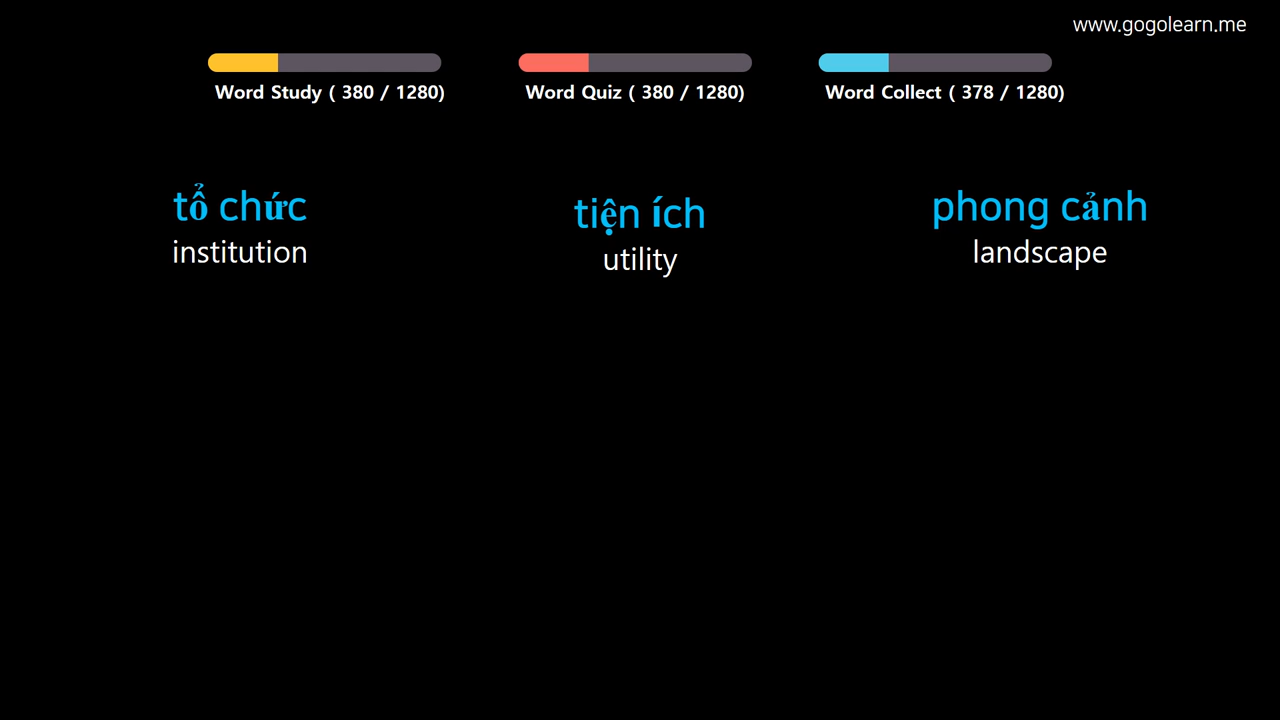 www.gogolearn.me
Word Study ( 380 / 1280)
Word Quiz ( 380 / 1280)
Word Collect ( 378 / 1280)
tổ chức
institution
tiện ích
utility
phong cảnh
landscape